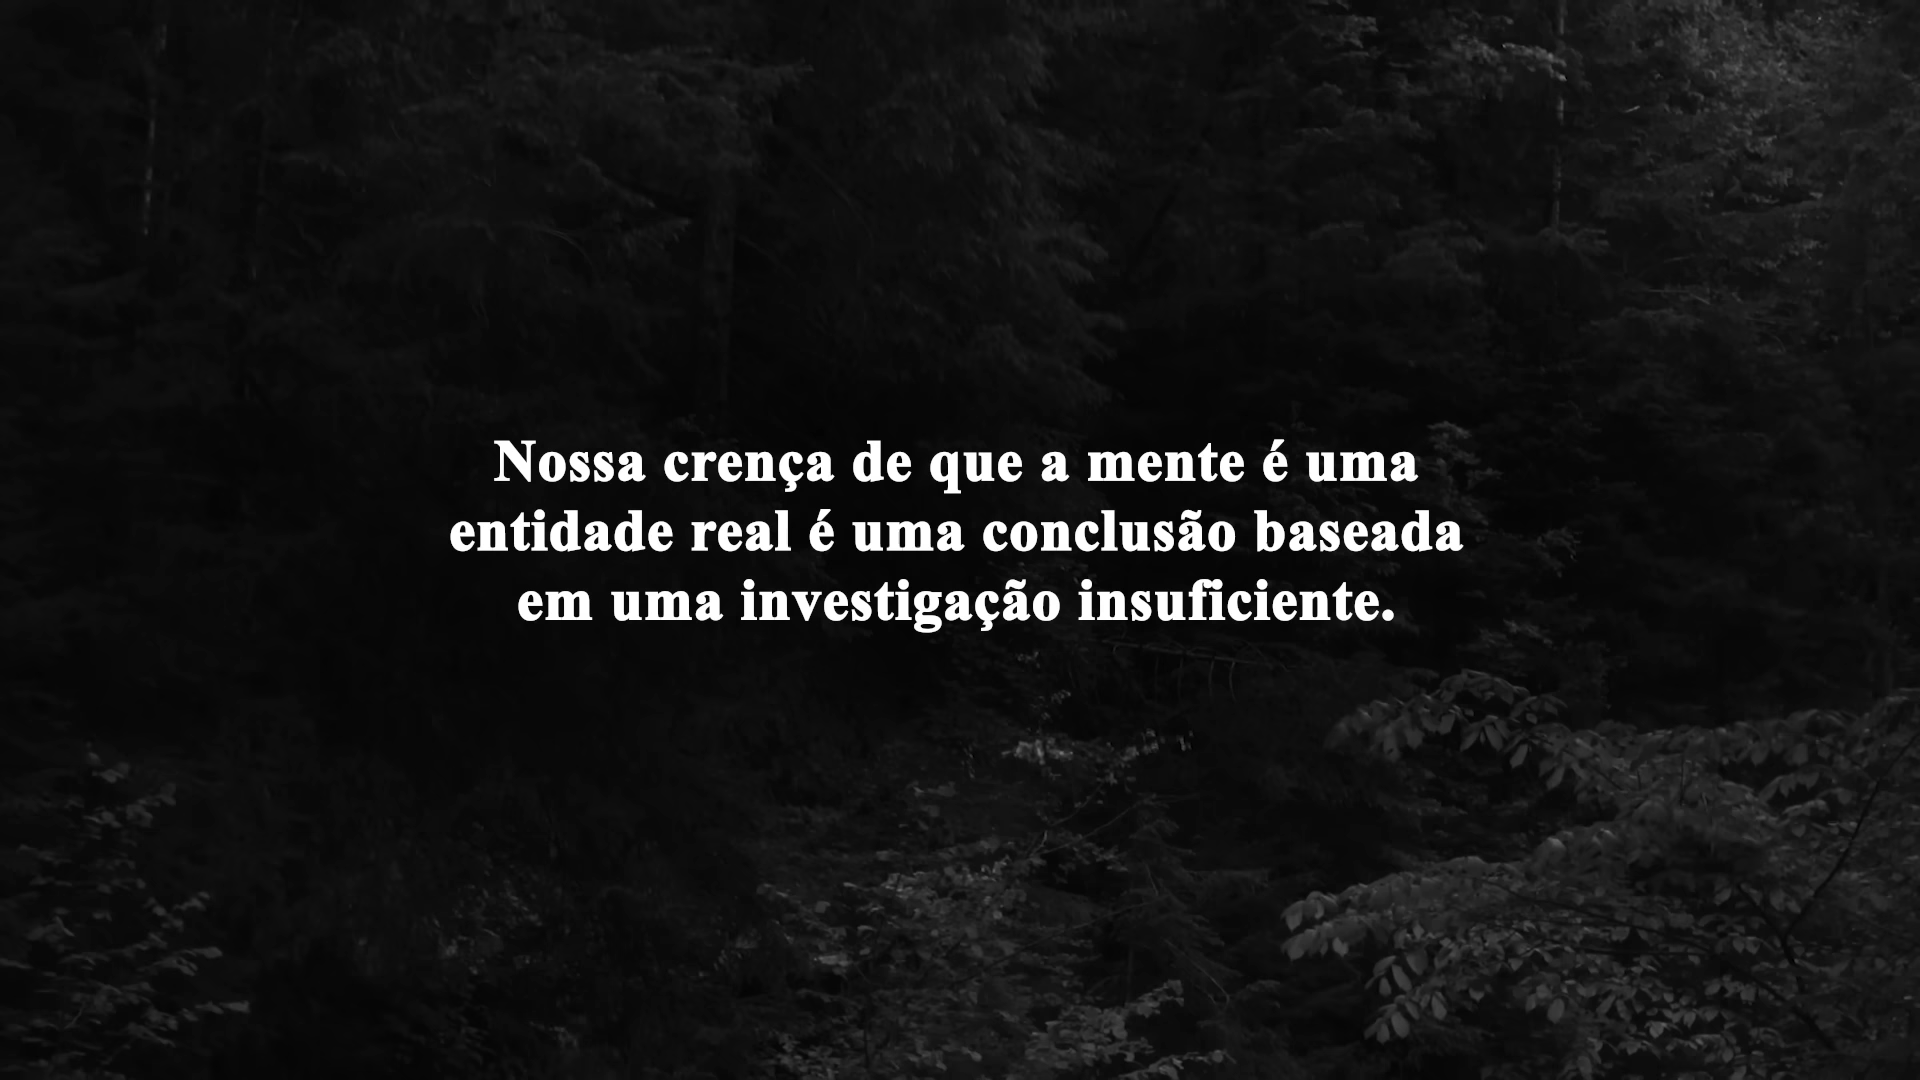 Nossa crença de que a mente é uma
entidade real é uma conclusão baseada
em uma investigação insuficiente.